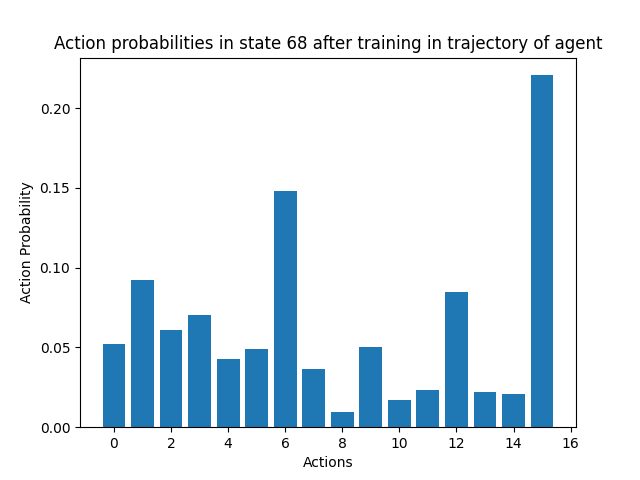 Action probabilities in state 68 after training in trajectory of agent
Action Probability
0.20
0.15
0.10
0.05
0.00
0 2 4 6 8 10 12 14 16
Actions